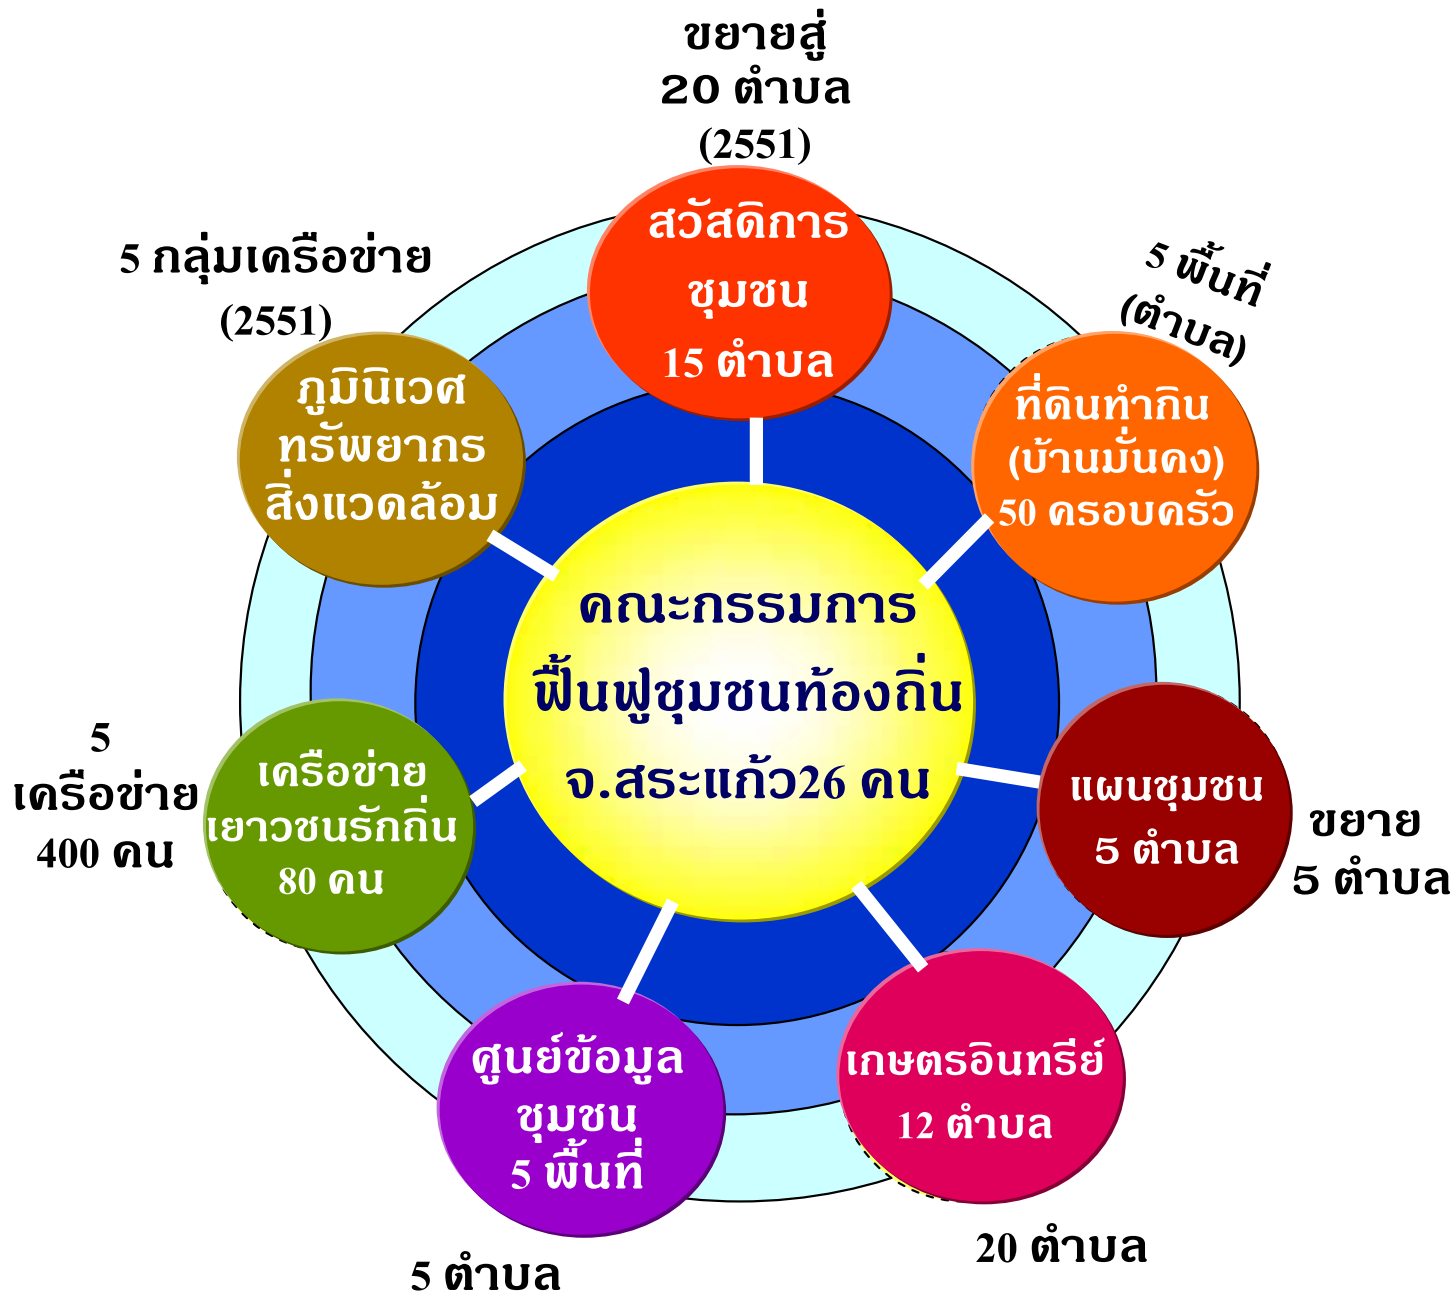 ขยายสู่
20 ตำบล
(2551)
สวัสดิการ
ชุมชน
15 ตำบล
5 กลุ่มเครือข่าย
(2551)
ภูมินิเวศ
ทรัพยากร
สิ่งแวดล้อม
5 พื้นที่
(ตำบล)
ที่ดินทำกิน
(บ้านมั่นคง)
50 ครอบครัว
คณะกรรมการ
ฟื้นฟูชุมชนท้องถิ่น
จ.สระแก้ว26 คน
5
เครือข่าย
400 คน
เครือข่าย
เยาวชนรักถิ่น
80 คน
แผนชุมชน
5 ตำบล
ขยาย
5 ตำบล
ศูนย์ข้อมูล
ชุมชน
5 พื้นที่
5 ตำบล
เกษตรอินทรีย์
12 ตำบล
20 ตำบล